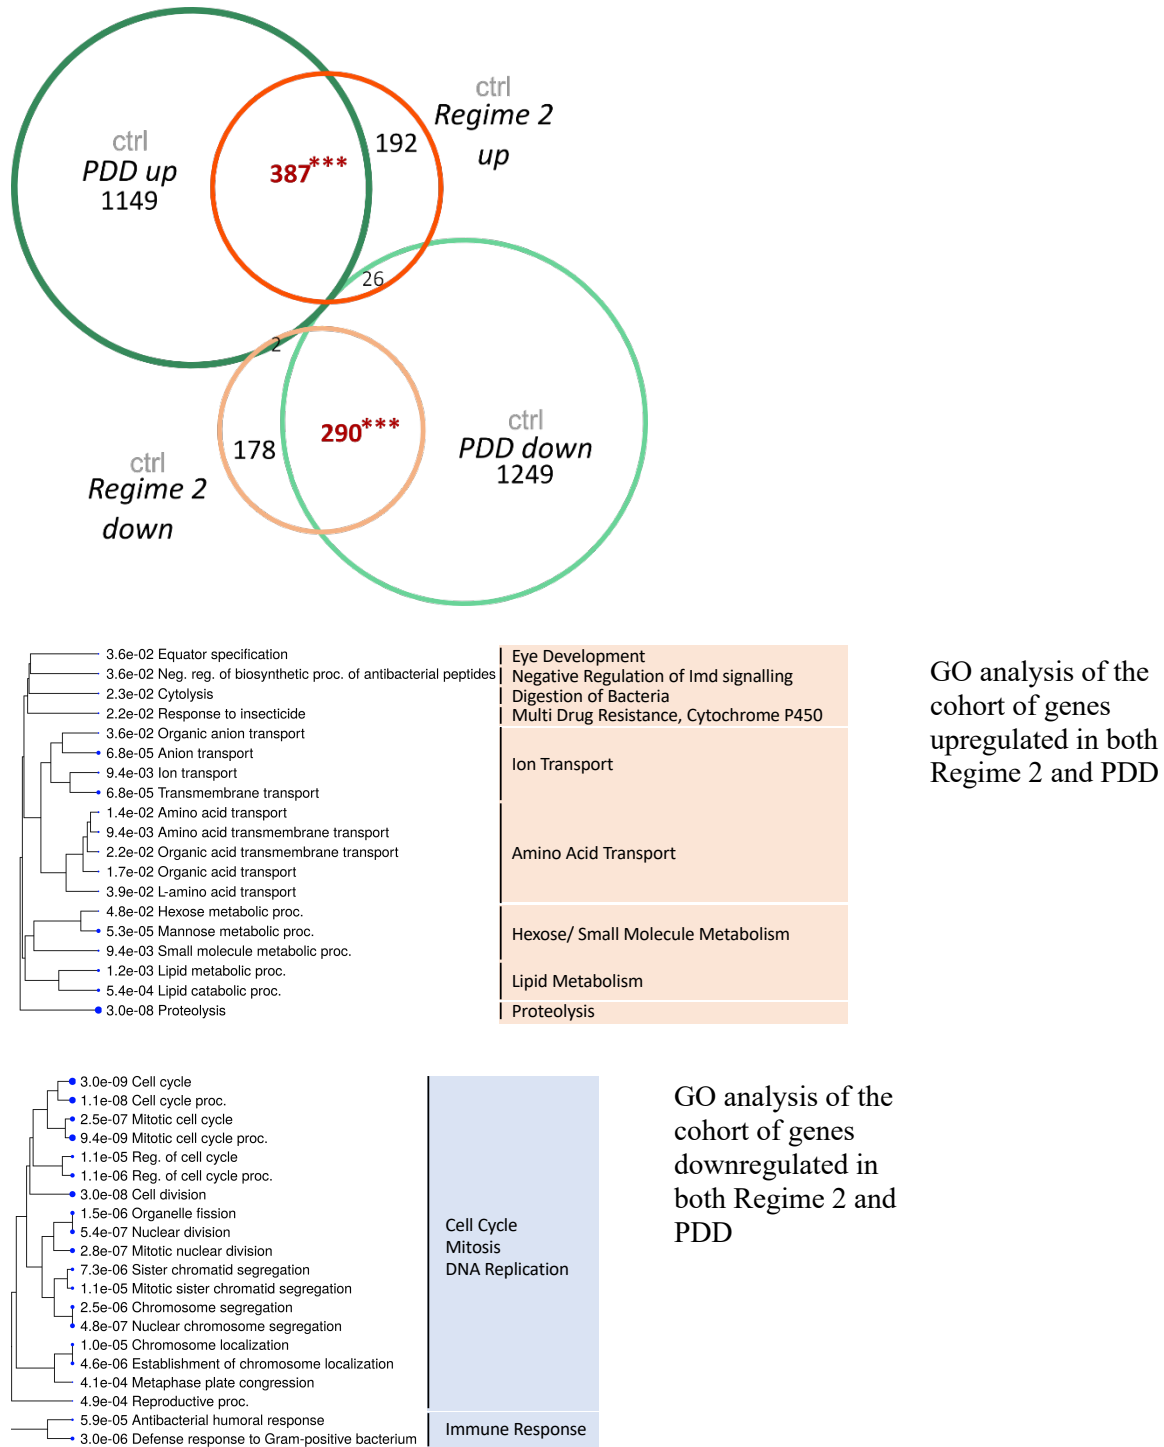 ctrl
Regime 2
up
192
ctrl
PDD up
1149
387***
26
2
290***
178
ctrl
PDD down
1249
ctrl
Regime 2
down
3.6e-02 Equator specification
3.6e-02 Neg. reg. of biosynthetic proc. of antibacterial peptides
2.3e-02 Cytolysis
2.2e-02 Response to insecticide
3.6e-02 Organic anion transport
6.8e-05 Anion transport
9.4e-03 Ion transport
6.8e-05 Transmembrane transport
1.4e-02 Amino acid transport
9.4e-03 Amino acid transmembrane transport
2.2e-02 Organic acid transmembrane transport
1.7e-02 Organic acid transport
3.9e-02 L-amino acid transport
4.8e-02 Hexose metabolic proc.
5.3e-05 Mannose metabolic proc.
9.4e-03 Small molecule metabolic proc.
1.2e-03 Lipid metabolic proc.
5.4e-04 Lipid catabolic proc.
3.0e-08 Proteolysis
Eye Development
Negative Regulation of Imd signalling
Digestion of Bacteria
Multi Drug Resistance, Cytochrome P450
Ion Transport
Amino Acid Transport
Hexose/ Small Molecule Metabolism
Lipid Metabolism
Proteolysis
GO analysis of the
cohort of genes
upregulated in both
Regime 2 and PDD
3.0e-09 Cell cycle
1.1e-08 Cell cycle proc.
2.5e-07 Mitotic cell cycle
9.4e-09 Mitotic cell cycle proc.
1.1e-05 Reg. of cell cycle
1.1e-06 Reg. of cell cycle proc.
3.0e-08 Cell division
1.5e-06 Organelle fission
5.4e-07 Nuclear division
2.8e-07 Mitotic nuclear division
7.3e-06 Sister chromatid segregation
1.1e-05 Mitotic sister chromatid segregation
2.5e-06 Chromosome segregation
4.8e-07 Nuclear chromosome segregation
1.0e-05 Chromosome localization
4.6e-06 Establishment of chromosome localization
4.1e-04 Metaphase plate congression
4.9e-04 Reproductive proc.
5.9e-05 Antibacterial humoral response
3.0e-06 Defense response to Gram-positive bacterium
Cell Cycle
Mitosis
DNA Replication
Immune Response
GO analysis of the
cohort of genes
downregulated in
both Regime 2 and
PDD